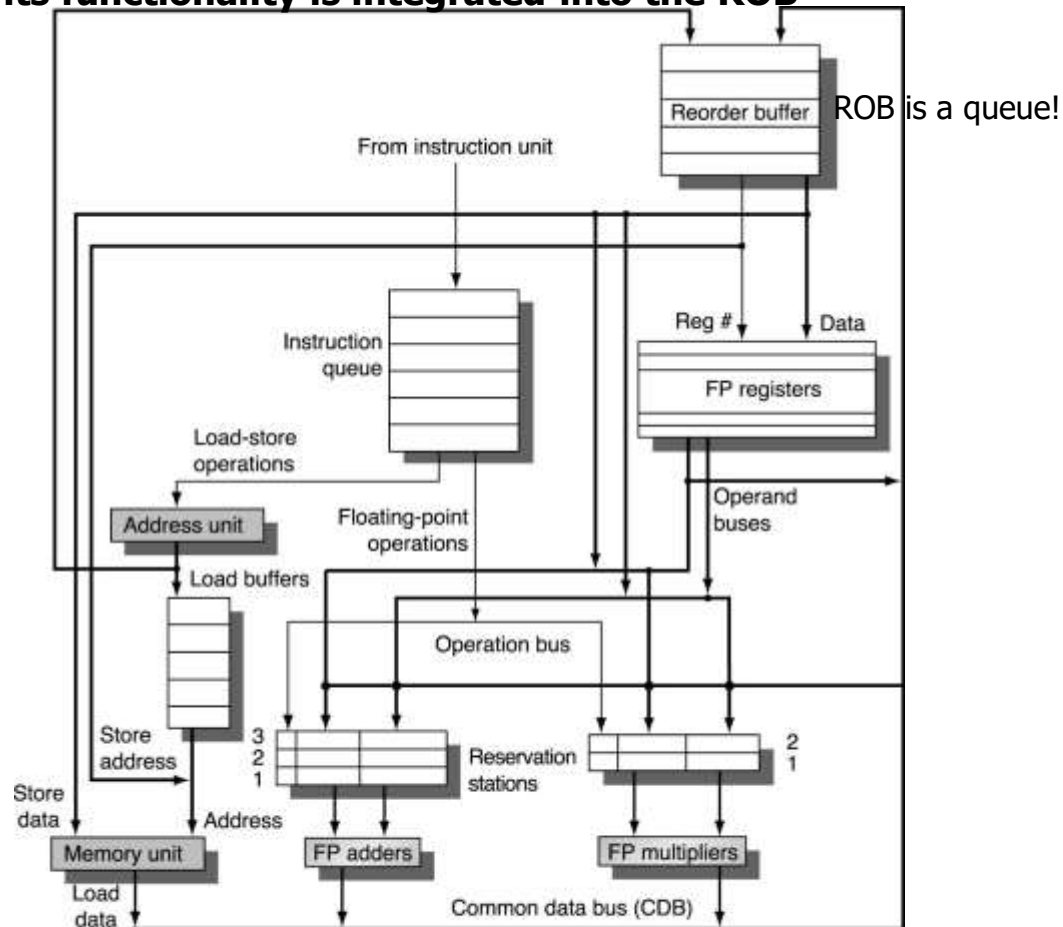 its functionality is integrated into the ROB
Reorder buffer
ROB is a queue!
From instruction unit
Reg #
Data
Instruction
queue
FP registers
Load-store
operations
Operand
buses
Floating-point
operations
Address unit
Load buffers
Operation bus
Store
address
3
2
1
Reservation
stations
2
1
Store
data
Address
Memory unit
FP adders
FP multipliers
Load
data
Common data bus (CDB)